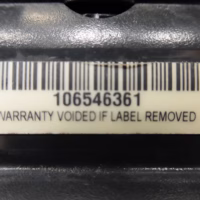 106546361
WARRANTY VOIDED IF LABEL REMOVED